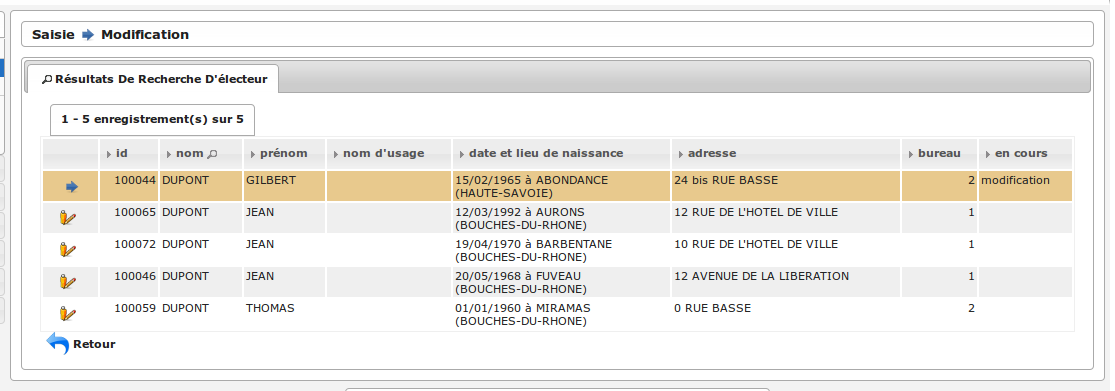 Saisie Modification
Résultats De Recherche D'électeur
1 - 5 enregistrement(s) sur 5
id nom prénom nom d'usage date et lieu de naissance adresse bureau en cours
100044 DUPONT GILBERT 15/02/1965 à ABONDANCE 24 bis RUE BASSE 2 modification
(HAUTE-SAVOIE)
100065 DUPONT JEAN 12/03/1992 à AURONS 12 RUE DE L'HOTEL DE VILLE 1
(BOUCHES-DU-RHONE)
100072 DUPONT JEAN 19/04/1970 à BARBENTANE 10 RUE DE L'HOTEL DE VILLE 1
(BOUCHES-DU-RHONE)
100046 DUPONT JEAN 20/05/1968 à FUVEAU 12 AVENUE DE LA LIBERATION 1
(BOUCHES-DU-RHONE)
100059 DUPONT THOMAS 01/01/1960 à MIRAMAS 0 RUE BASSE 2
(BOUCHES-DU-RHONE)
Retour